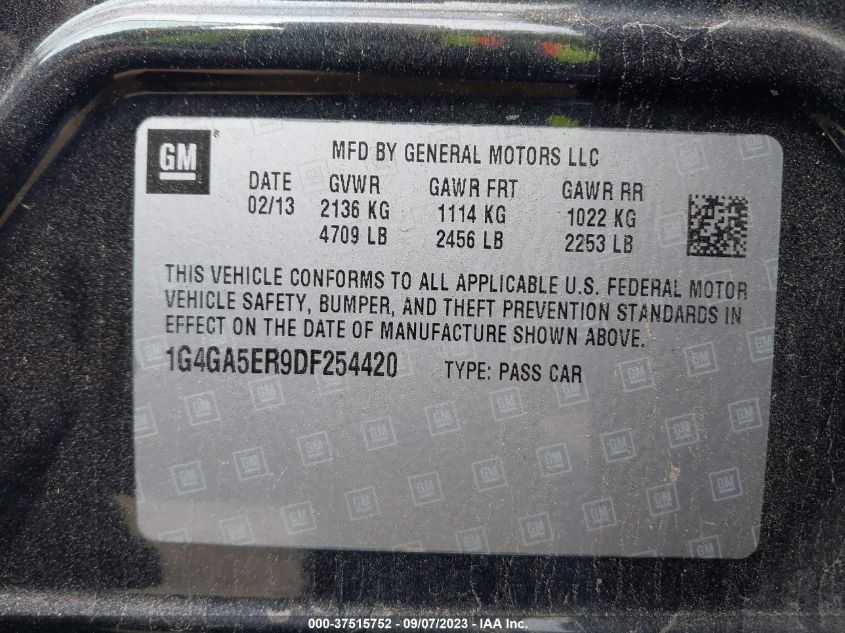 GM ® MFD BY GENERAL MOTORS LLC
DATE GVWR GAWR FRT GAWR RR
02/13 2136 KG 1114 KG 1022 KG
4709 LB 2456 LB 2253 LB
THIS VEHICLE CONFORMS TO ALL APPLICABLE U.S. FEDERAL MOTOR
VEHICLE SAFETY, BUMPER, AND THEFT PREVENTION STANDARDS IN
EFFECT ON THE DATE OF MANUFACTURE SHOWN ABOVE.
1G4GA5ER9DF254420 TYPE: PASS CAR
000-37515752 - 09/07/2023 - © IAA Inc.